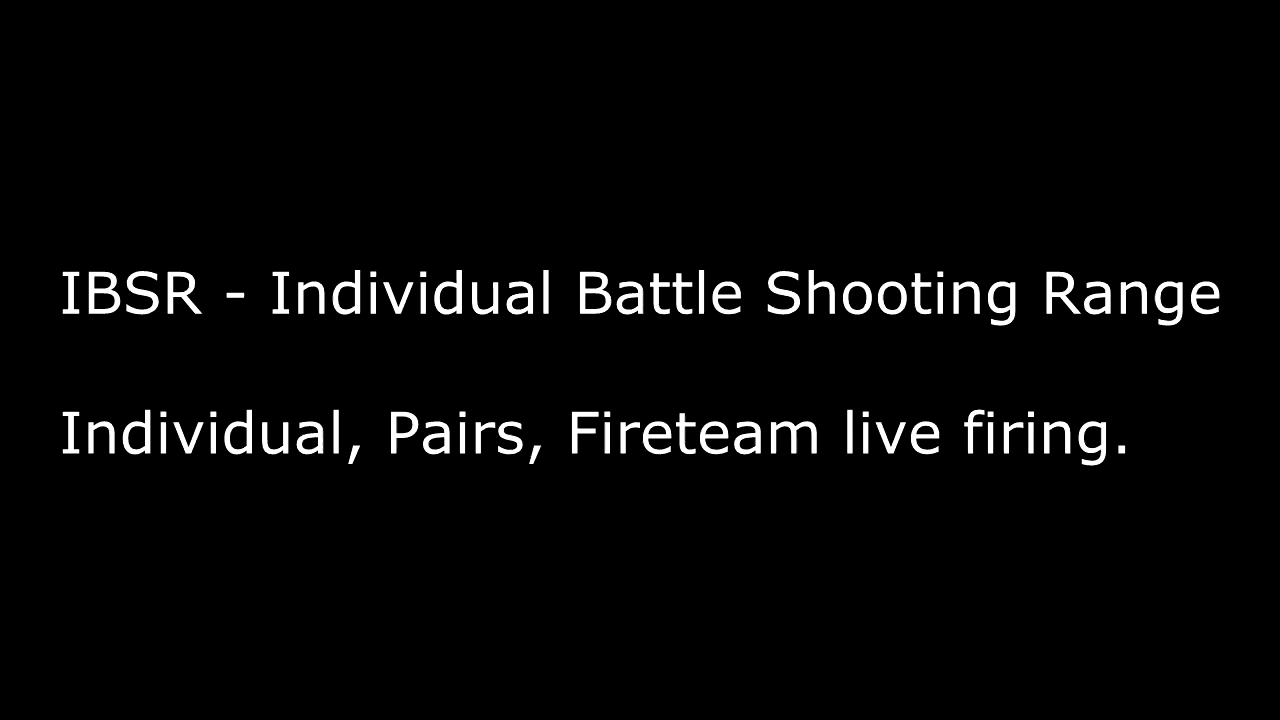 IBSR - Individual Battle Shooting Range
Individual, Pairs, Fireteam live firing.